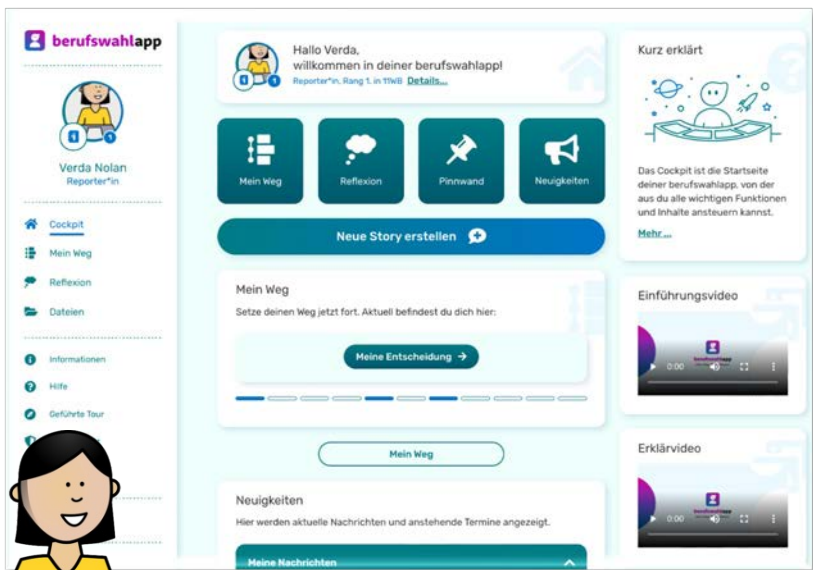 berufswahlapp
Verda Nolan
Reporter*in
Cockpit
Mein Weg
Reflexion
Dateien
Informationen
Hilfe
Geführte Tour
Hallo Verda,
willkommen in deiner berufswahlapp!
Reporter*in, Rang 1. in 11WB Details...
Mein Weg
Reflexion
Pinnwand
Neuigkeiten
Neue Story erstellen
Mein Weg
Setze deinen Weg jetzt fort. Aktuell befindest du dich hier:
Meine Entscheidung →
Mein Weg
Neuigkeiten
Hier werden aktuelle Nachrichten und anstehende Termine angezeigt.
Meine Nachrichten
Kurz erklärt
Das Cockpit ist die Startseite
deiner berufswahlapp, von der
aus du alle wichtigen Funktionen
und Inhalte ansteuern kannst.
Mehr ...
Einführungsvideo
berufswahlapp
0:00
Erklärvideo
berufswahlapp
0:00